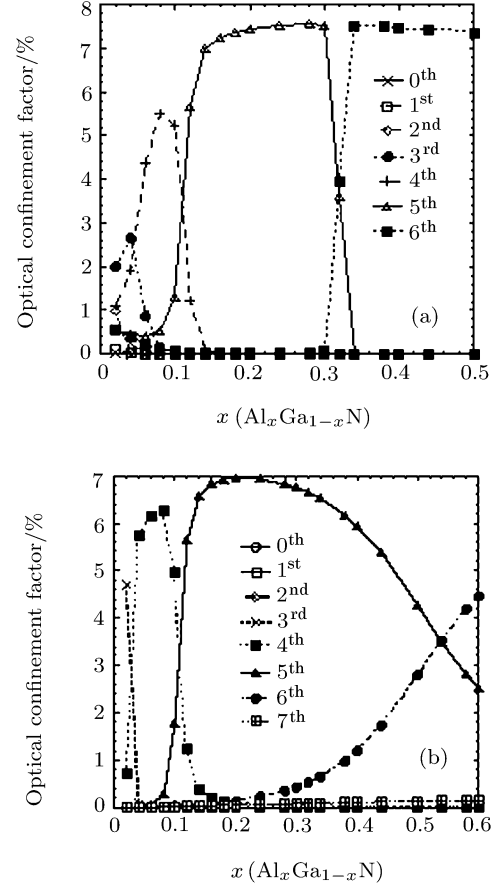 8
7
6
5
4
3
2
1
0
Optical confinement factor/%
0th
1st
2nd
3rd
4th
5th
6th
(a)
0 0.1 0.2 0.3 0.4 0.5
x (AlxGa1−xN)
7
6
5
4
3
2
1
0
Optical confinement factor/%
0th
1st
2nd
3rd
4th
5th
6th
7th
(b)
0 0.1 0.2 0.3 0.4 0.5 0.6
x (AlxGa1−xN)